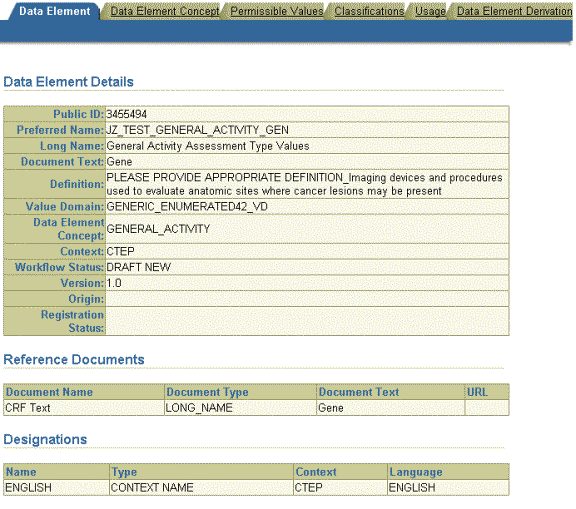 Data Element Data Element Concept Permissible Values Classifications Usage Data Element Derivation
Data Element Details
Public ID: 3455494
Preferred Name: JZ_TEST_GENERAL_ACTIVITY_GEN
Long Name: General Activity Assessment Type Values
Document Text: Gene
Definition: PLEASE PROVIDE APPROPRIATE DEFINITION_Imaging devices and procedures
used to evaluate anatomic sites where cancer lesions may be present
Value Domain: GENERIC_ENUMERATED42_VD
Data Element
Concept: GENERAL_ACTIVITY
Context: CTEP
Workflow Status: DRAFT NEW
Version: 1.0
Origin:
Registration
Status:
Reference Documents
Document Name Document Type Document Text URL
CRF Text LONG_NAME Gene
Designations
Name Type Context Language
ENGLISH CONTEXT NAME CTEP ENGLISH